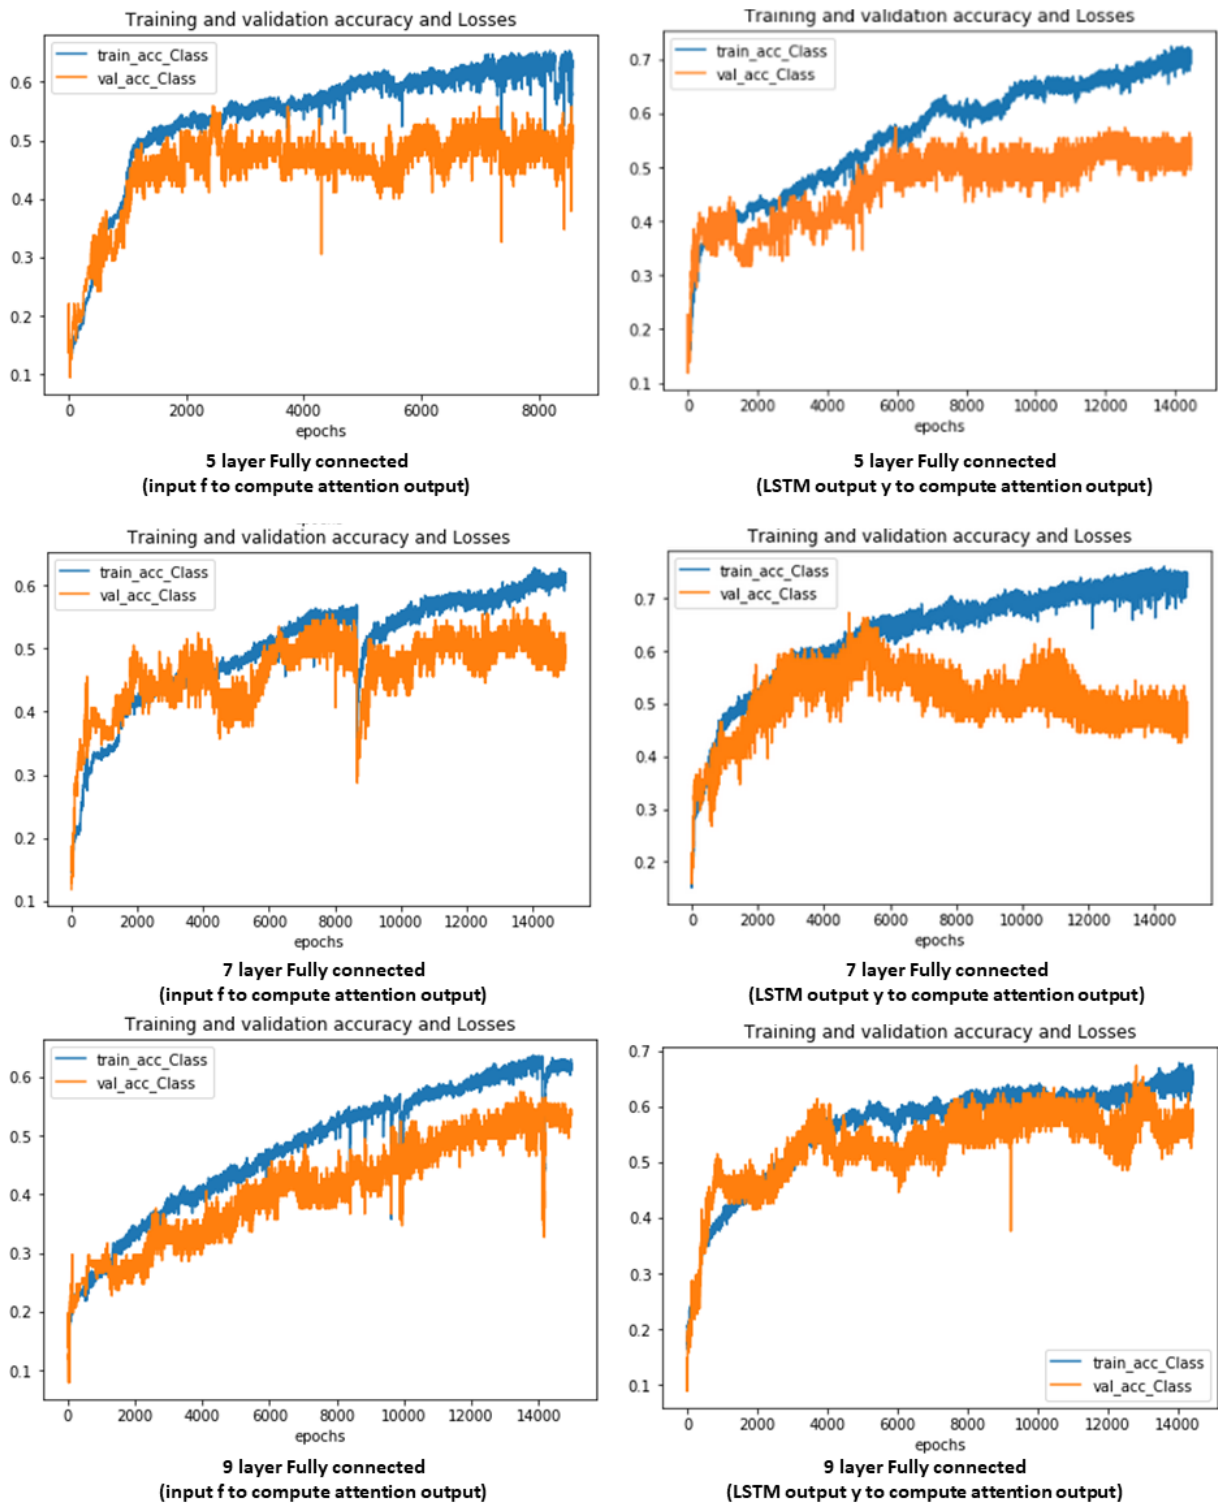 Training and validation accuracy and Losses
train_acc_Class
val_acc_Class
0.6
0.5
0.4
0.3
0.2
0.1
0 2000 4000 6000 8000
epochs
5 layer Fully connected
(input f to compute attention output)
Training and validation accuracy and Losses
train_acc_Class
val_acc_Class
0.7
0.6
0.5
0.4
0.3
0.2
0.1
0 2000 4000 6000 8000 10000 12000 14000
epochs
5 layer Fully connected
(LSTM output y to compute attention output)
Training and validation accuracy and Losses
train_acc_Class
val_acc_Class
0.6
0.5
0.4
0.3
0.2
0.1
0 2000 4000 6000 8000 10000 12000 14000
epochs
7 layer Fully connected
(input f to compute attention output)
Training and validation accuracy and Losses
train_acc_Class
val_acc_Class
0.7
0.6
0.5
0.4
0.3
0.2
0 2000 4000 6000 8000 10000 12000 14000
epochs
7 layer Fully connected
(LSTM output y to compute attention output)
Training and validation accuracy and Losses
train_acc_Class
val_acc_Class
0.6
0.5
0.4
0.3
0.2
0.1
0 2000 4000 6000 8000 10000 12000 14000
epochs
9 layer Fully connected
(input f to compute attention output)
Training and validation accuracy and Losses
0.7
0.6
0.5
0.4
0.3
0.2
0.1
train_acc_Class
val_acc_Class
0 2000 4000 6000 8000 10000 12000 14000
epochs
9 layer Fully connected
(LSTM output y to compute attention output)